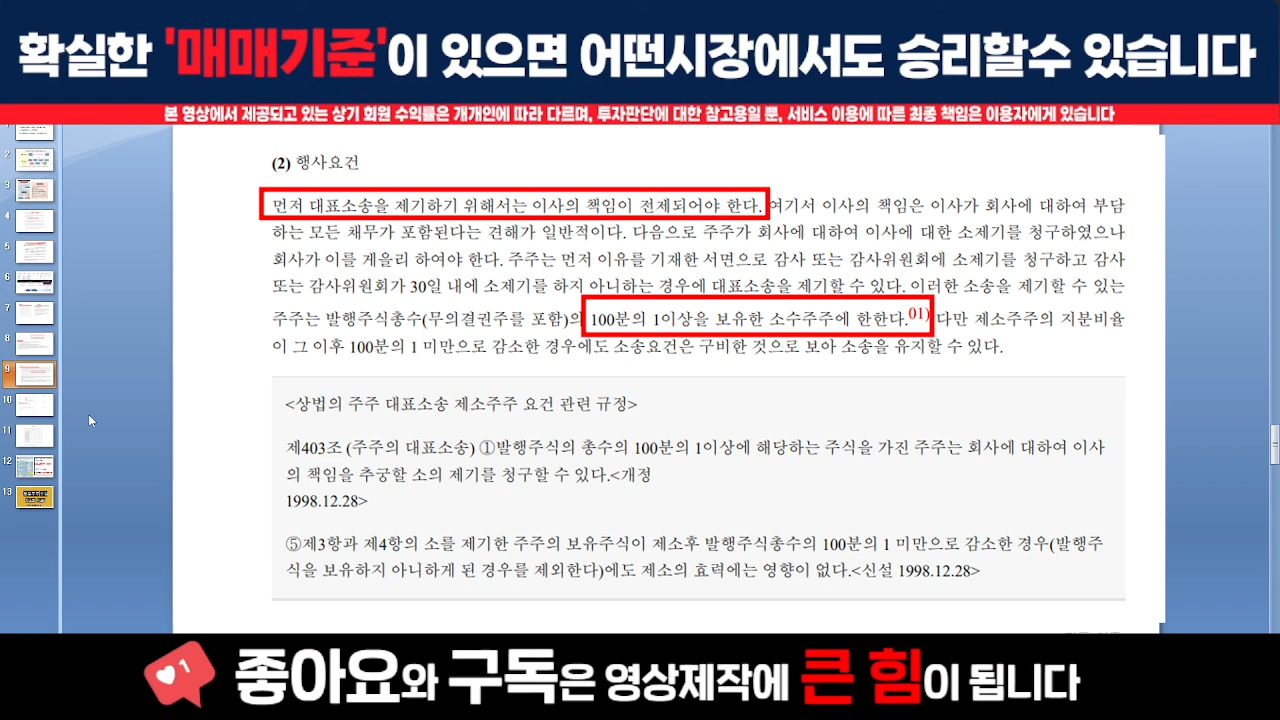 확실한 '매매기준'이 있으면 어떤시장에서도 승리할수 있습니다
본 영상에서 제공되고 있는 상기 회원 수익률은 개개인에 따라 다르며, 투자판단에 대한 참고용일 뿐, 서비스 이용에 따른 최종 책임은 이용자에게 있습니다
(2) 행사요건
먼저 대표소송을 제기하기 위해서는 이사의 책임이 전제되어야 한다. 여기서 이사의 책임은 이사가 회사에 대하여 부담
하는 모든 채무가 포함된다는 견해가 일반적이다. 다음으로 주주가 회사에 대하여 이사에 대한 소제기를 청구하였으나
회사가 이를 게을리 하여야 한다. 주주는 먼저 이유를 기재한 서면으로 감사 또는 감사위원회에 소제기를 청구하고 감사
또는 감사위원회가 30일 내에 소제기를 하지 아니하는 경우에 대표소송을 제기할 수 있다. 이러한 소송을 제기할 수 있는
주주는 발행주식총수(무의결권주를 포함)의 100분의 1이상을 보유한 소수주주에 한한다.01) 다만 제소주주의 지분비율
이 그 이후 100분의 1 미만으로 감소한 경우에도 소송요건은 구비한 것으로 보아 소송을 유지할 수 있다.
<상법의 주주 대표소송 제소주주 요건 관련 규정>
제403조 (주주의 대표소송) ①발행주식의 총수의 100분의 1이상에 해당하는 주식을 가진 주주는 회사에 대하여 이사
의 책임을 추궁할 소의 제기를 청구할 수 있다.<개정
1998.12.28>
⑤제3항과 제4항의 소를 제기한 주주의 보유주식이 제소후 발행주식총수의 100분의 1 미만으로 감소한 경우(발행주
식을 보유하지 아니하게 된 경우를 제외한다)에도 제소의 효력에는 영향이 없다.<신설 1998.12.28>
2
3
4
5
6
7
8
9
10
11
12
13
1
좋아요와 구독은 영상제작에 큰 힘이 됩니다